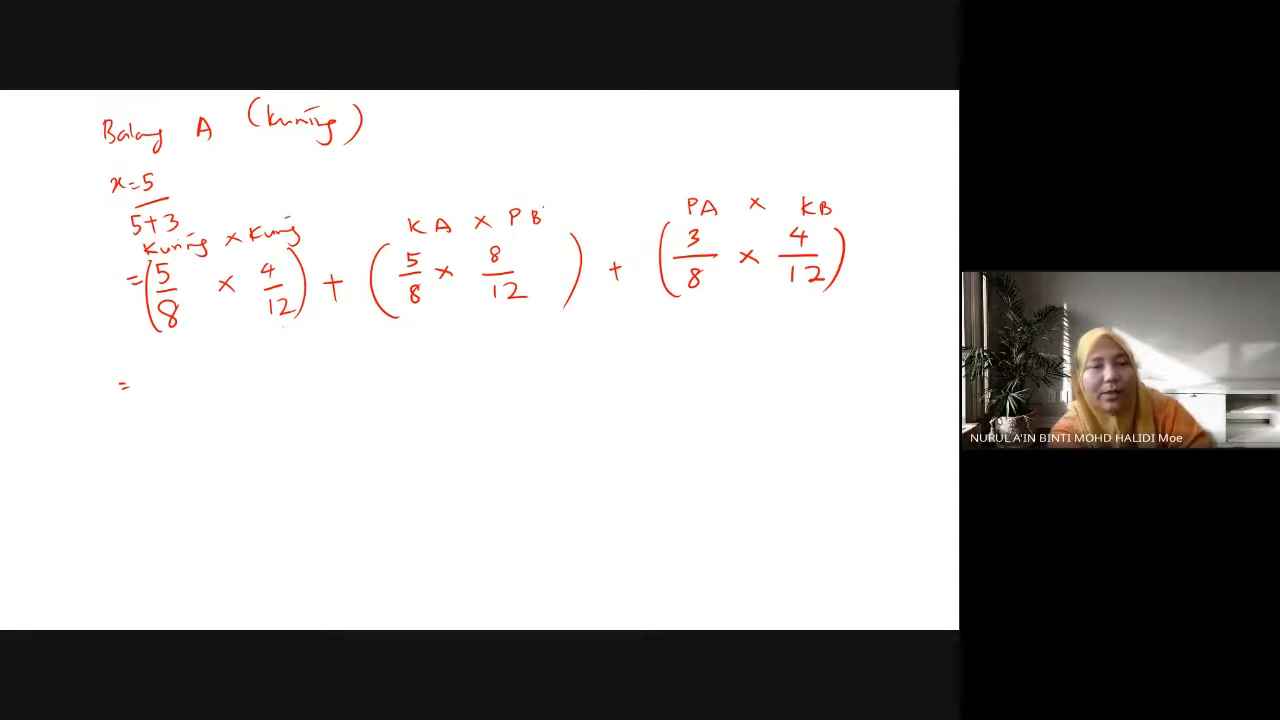 Balang A (Kuning)
x = 5
5+3
Kuning × Kuning
KA × PB
PA × KB
= (5/8 × 4/12) + (5/8 × 8/12) + (3/8 × 4/12)
=
NURUL A'IN BINTI MOHD HALIDI Moe